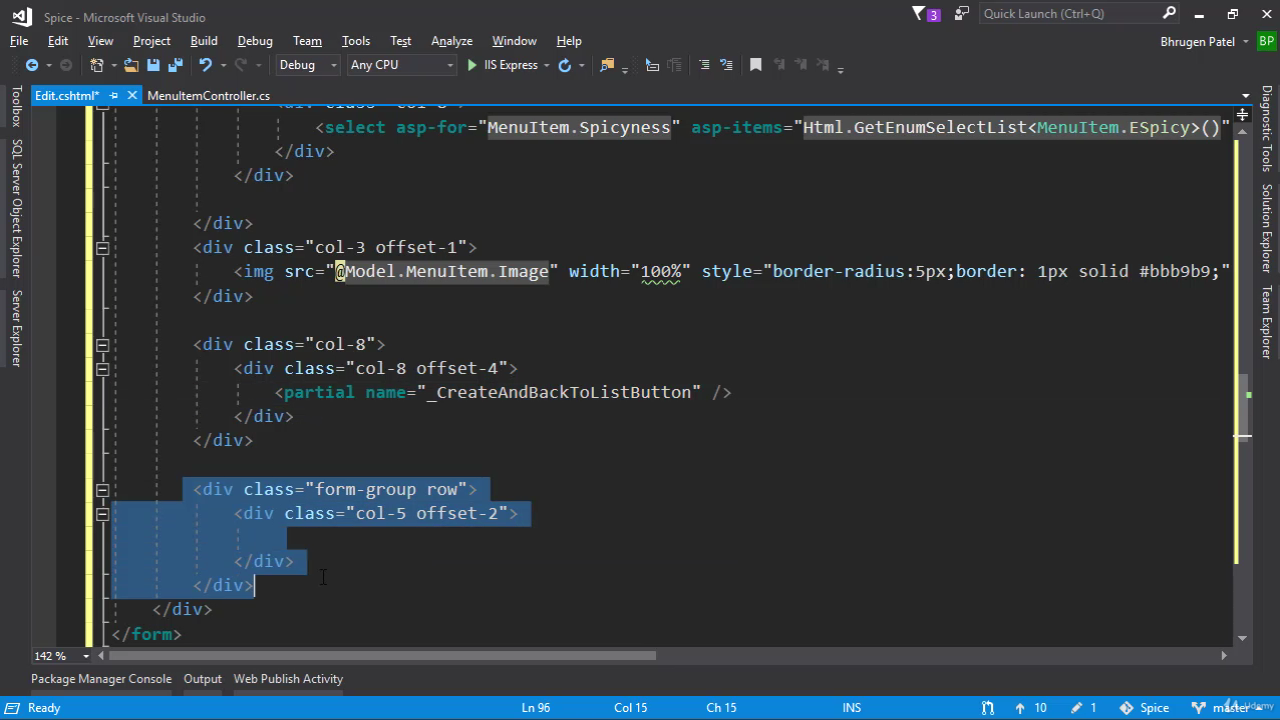 Spice - Microsoft Visual Studio
3
Quick Launch (Ctrl+Q)
File Edit View Project Build Debug Team Tools Test Analyze Window Help
Bhrugen Patel BP
Debug Any CPU IIS Express
Edit.cshtml* MenuItemController.cs
<select asp-for="MenuItem.Spicyness" asp-items="Html.GetEnumSelectList<MenuItem.ESpicy>()"
</div>
</div>
</div>
<div class="col-3 offset-1">
<img src="@Model.MenuItem.Image" width="100%" style="border-radius:5px;border: 1px solid #bbb9b9;"
</div>
<div class="col-8">
<div class="col-8 offset-4">
<partial name="_CreateAndBackToListButton" />
</div>
</div>
<div class="form-group row">
<div class="col-5 offset-2">
</div>
</div>
</div>
</form>
142 %
Package Manager Console Output Web Publish Activity
Ready Ln 96 Col 15 Ch 15 INS 10 1 Spice master
Toolbox
SQL Server Object Explorer
Server Explorer
Diagnostic Tools
Solution Explorer
Team Explorer
Udemy